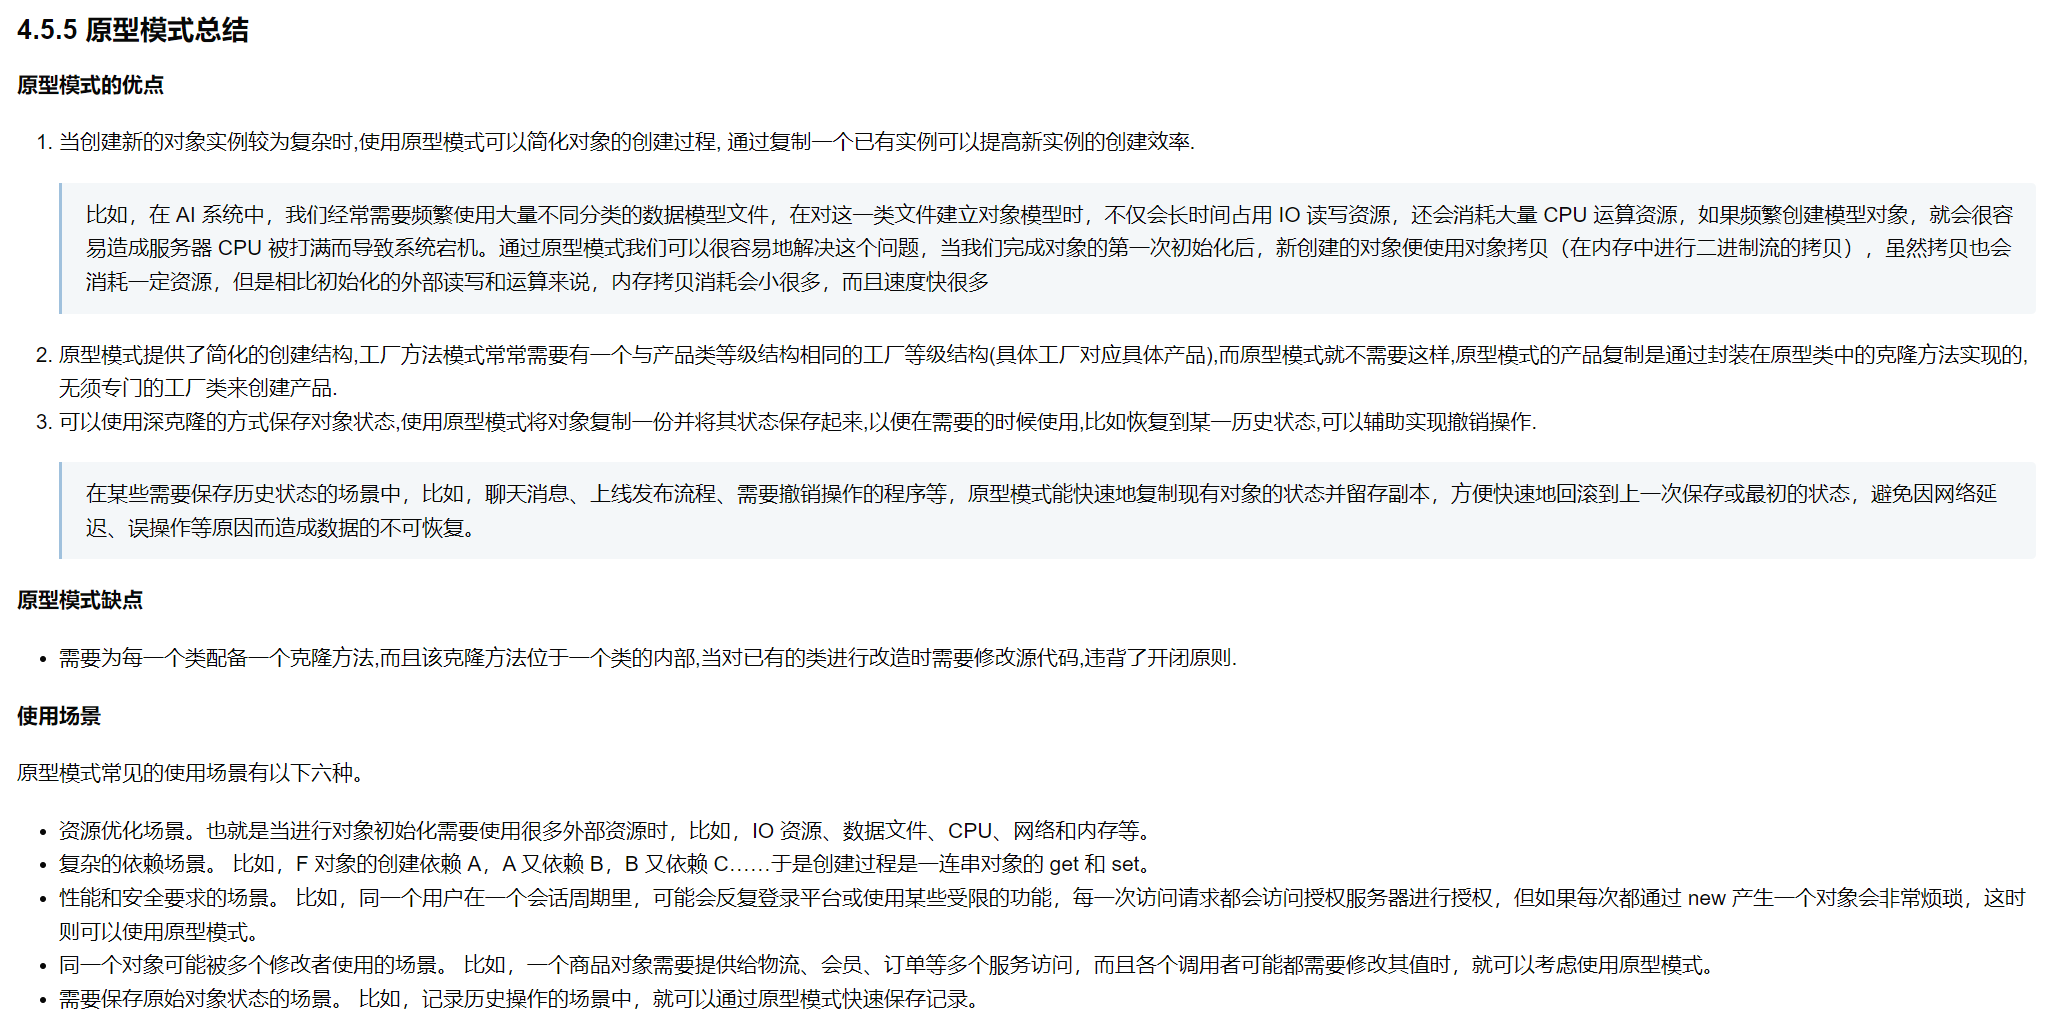 4.5.5 原型模式总结
原型模式的优点
1. 当创建新的对象实例较为复杂时,使用原型模式可以简化对象的创建过程, 通过复制一个已有实例可以提高新实例的创建效率.
比如，在 AI 系统中，我们经常需要频繁使用大量不同分类的数据模型文件，在对这一类文件建立对象模型时，不仅会长时间占用 IO 读写资源，还会消耗大量 CPU 运算资源，如果频繁创建模型对象，就会很容
易造成服务器 CPU 被打满而导致系统宕机。通过原型模式我们可以很容易地解决这个问题，当我们完成对象的第一次初始化后，新创建的对象便使用对象拷贝（在内存中进行二进制流的拷贝），虽然拷贝也会
消耗一定资源，但是相比初始化的外部读写和运算来说，内存拷贝消耗会小很多，而且速度快很多
2. 原型模式提供了简化的创建结构,工厂方法模式常常需要有一个与产品类等级结构相同的工厂等级结构(具体工厂对应具体产品),而原型模式就不需要这样,原型模式的产品复制是通过封装在原型类中的克隆方法实现的,
无须专门的工厂类来创建产品.
3. 可以使用深克隆的方式保存对象状态,使用原型模式将对象复制一份并将其状态保存起来,以便在需要的时候使用,比如恢复到某一历史状态,可以辅助实现撤销操作.
在某些需要保存历史状态的场景中，比如，聊天消息、上线发布流程、需要撤销操作的程序等，原型模式能快速地复制现有对象的状态并留存副本，方便快速地回滚到上一次保存或最初的状态，避免因网络延
迟、误操作等原因而造成数据的不可恢复。
原型模式缺点
• 需要为每一个类配备一个克隆方法,而且该克隆方法位于一个类的内部,当对已有的类进行改造时需要修改源代码,违背了开闭原则.
使用场景
原型模式常见的使用场景有以下六种。
• 资源优化场景。也就是当进行对象初始化需要使用很多外部资源时，比如，IO 资源、数据文件、CPU、网络和内存等。
• 复杂的依赖场景。 比如，F 对象的创建依赖 A，A 又依赖 B，B 又依赖 C……于是创建过程是一连串对象的 get 和 set。
• 性能和安全要求的场景。 比如，同一个用户在一个会话周期里，可能会反复登录平台或使用某些受限的功能，每一次访问请求都会访问授权服务器进行授权，但如果每次都通过 new 产生一个对象会非常烦琐，这时
则可以使用原型模式。
• 同一个对象可能被多个修改者使用的场景。 比如，一个商品对象需要提供给物流、会员、订单等多个服务访问，而且各个调用者可能都需要修改其值时，就可以考虑使用原型模式。
• 需要保存原始对象状态的场景。 比如，记录历史操作的场景中，就可以通过原型模式快速保存记录。